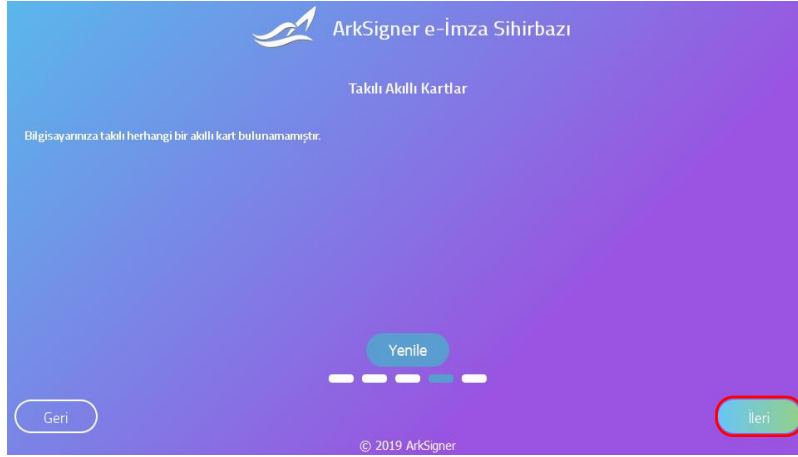 ArkSigner e-İmza Sihirbazı
Takılı Akıllı Kartlar
Bilgisayarınıza takılı herhangi bir akıllı kart bulunamamıştır.
Yenile
Geri
İleri
© 2019 ArkSigner